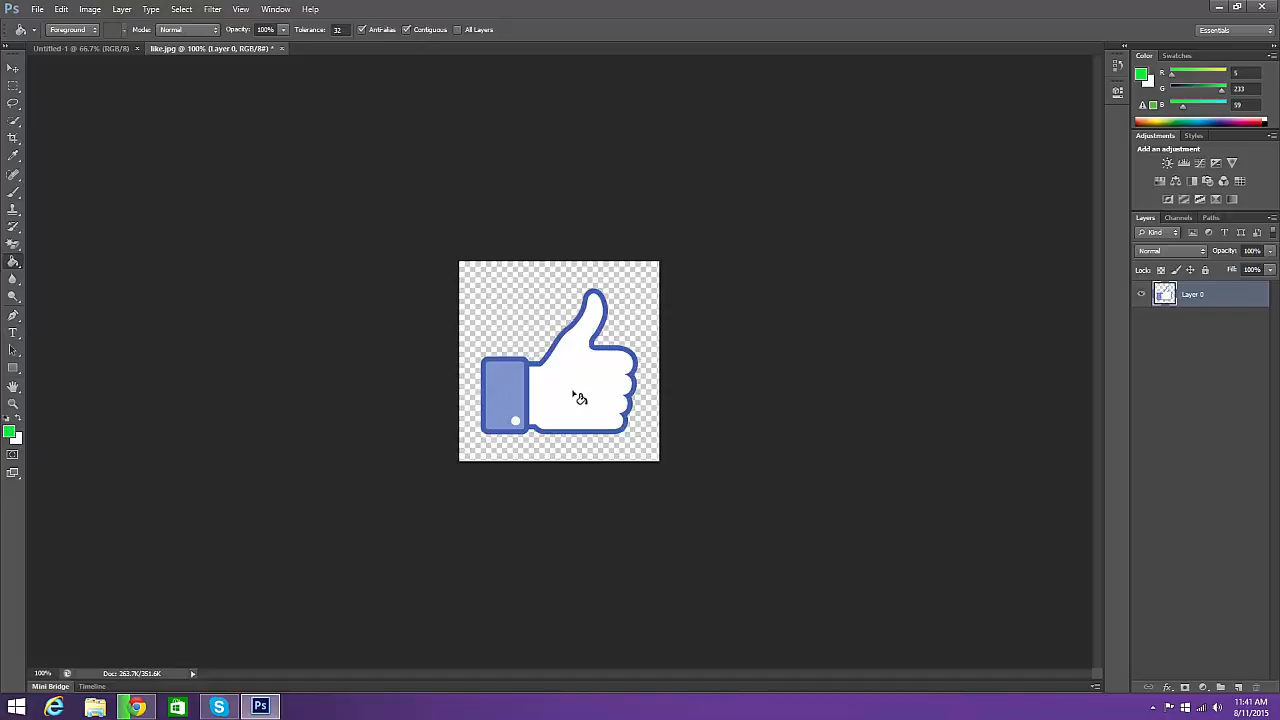 Ps File Edit Image Layer Type Select Filter View Window Help
Foreground Mode: Normal Opacity: 100% Tolerance: 32 Anti-alias Contiguous All Layers Essentials
Untitled-1 @ 66.7% (RGB/8) × like.jpg @ 100% (Layer 0, RGB/8#) * ×
Color Swatches
R 5
G 233
B 59
Adjustments Styles
Add an adjustment
Layers Channels Paths
Kind
Normal Opacity: 100%
Lock: Fill: 100%
Layer 0
T
100% Doc: 263.7K/351.6K
Mini Bridge Timeline
Ps
11:41 AM
8/11/2015